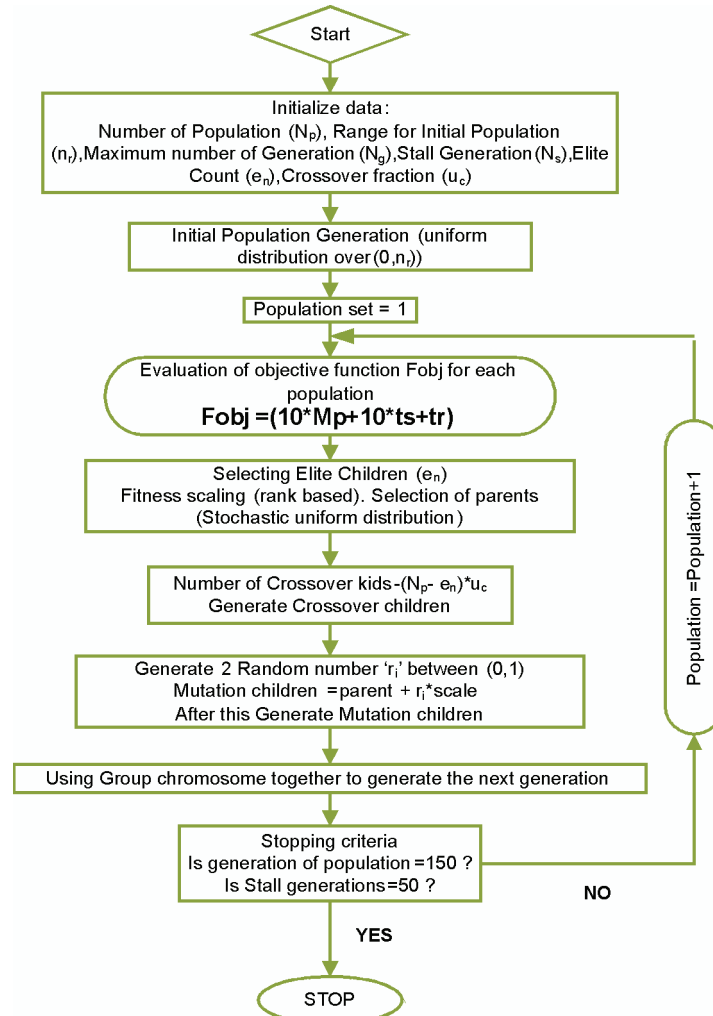 Start
Initialize data:
Number of Population (Nₚ), Range for Initial Population
(nᵣ),Maximum number of Generation (N_g),Stall Generation (Nₛ),Elite
Count (eₙ),Crossover fraction (u_c)
Initial Population Generation (uniform
distribution over (0,nᵣ))
Population set = 1
Evaluation of objective function Fobj for each
population
Fobj =(10*Mp+10*ts+tr)
Selecting Elite Children (eₙ)
Fitness scaling (rank based). Selection of parents
(Stochastic uniform distribution)
Number of Crossover kids-(Nₚ- eₙ)*u_c
Generate Crossover children
Generate 2 Random number ‘rᵢ’ between (0,1)
Mutation children =parent + rᵢ*scale
After this Generate Mutation children
Using Group chromosome together to generate the next generation
Stopping criteria
Is generation of population=150 ?
Is Stall generations=50 ?
NO
Population =Population+1
YES
STOP